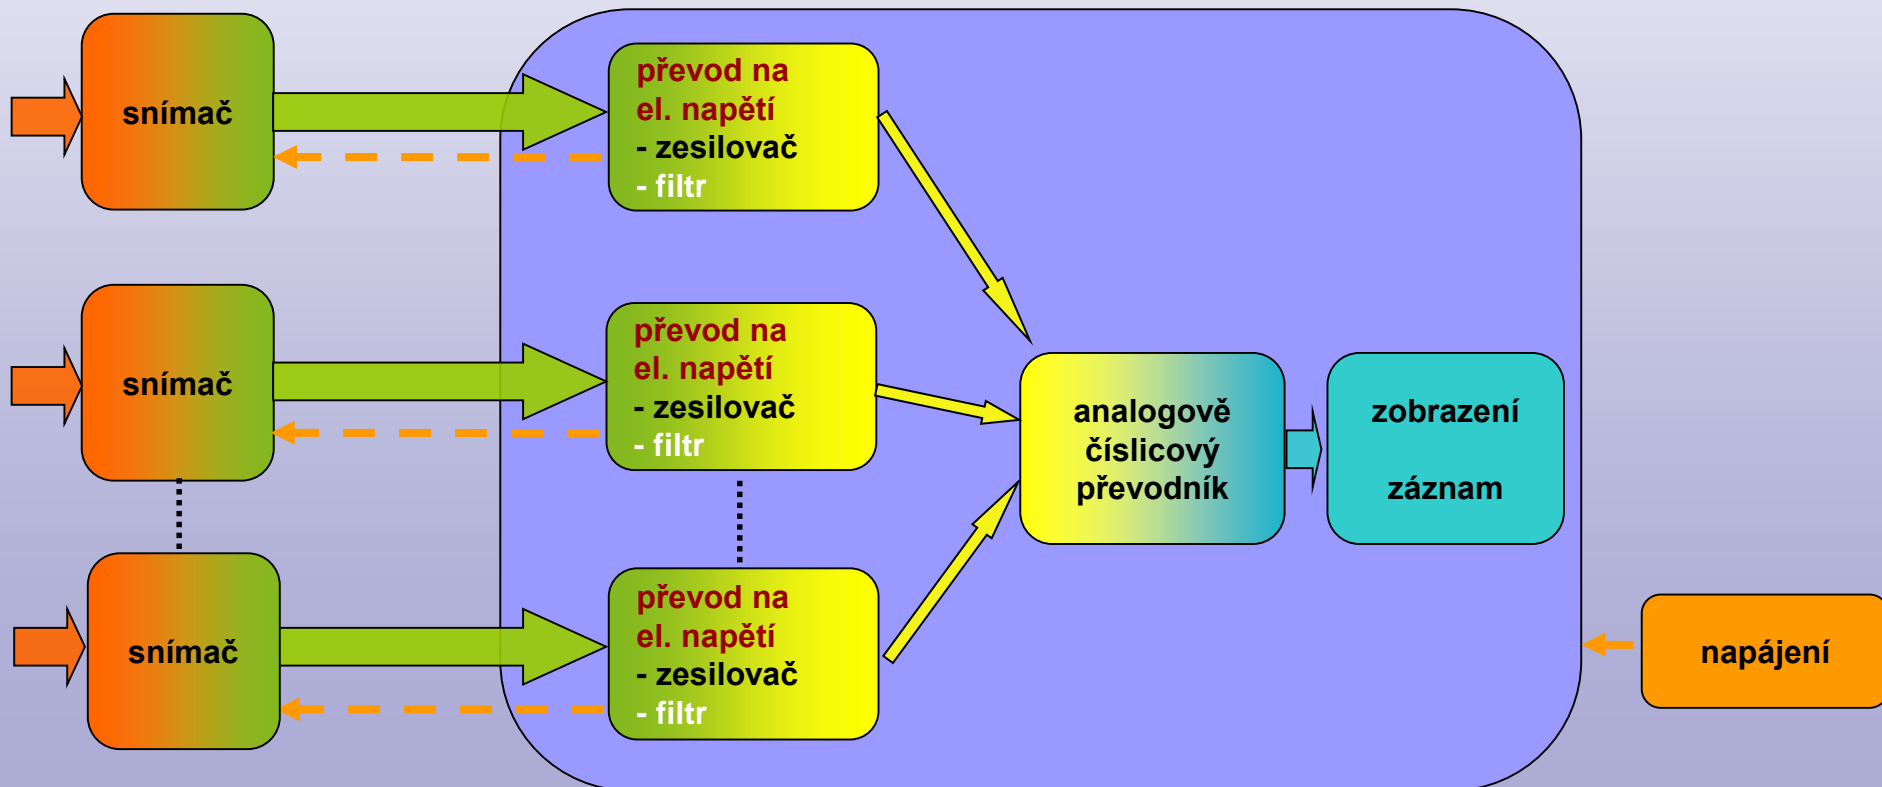 snímač
převod na
el. napětí
- zesilovač
- filtr
snímač
převod na
el. napětí
- zesilovač
- filtr
analogově
číslicový
převodník
zobrazení
záznam
snímač
převod na
el. napětí
- zesilovač
- filtr
napájení